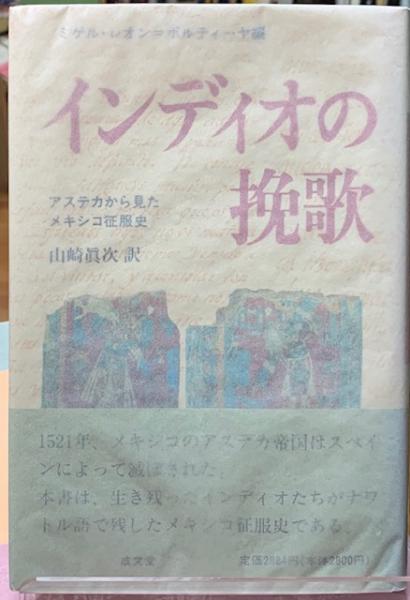 ミゲル・レオン=ポルティーヤ編
インディオの
挽歌
アステカから見た
メキシコ征服史
山崎眞次 訳
1521年、メキシコのアステカ帝国はスペイ
ンによって滅ぼされた。
本書は、生き残ったインディオたちがナワ
トル語で残したメキシコ征服史である。
成文堂
定価2884円(本体2800円)